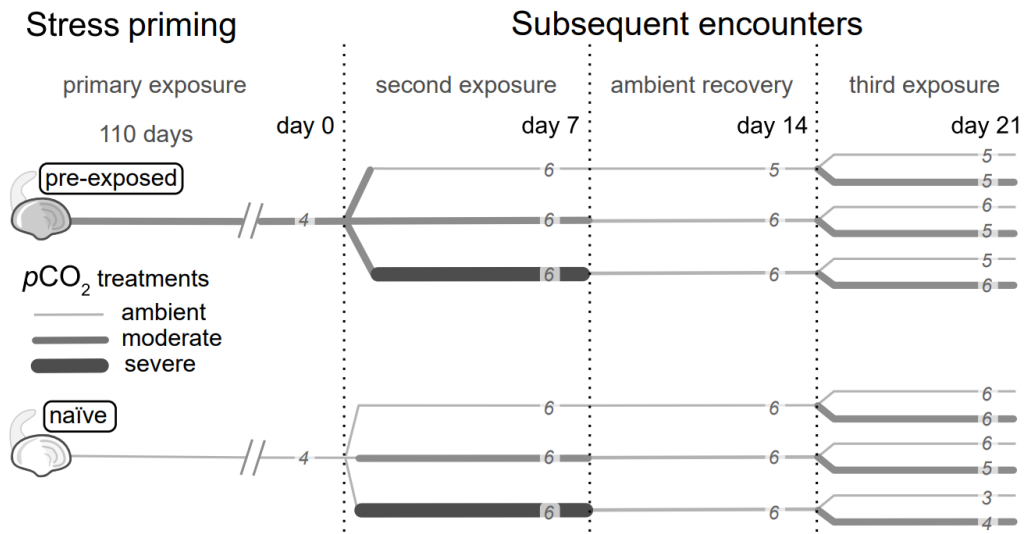 Stress priming
Subsequent encounters
primary exposure
second exposure
ambient recovery
third exposure
110 days
day 0
day 7
day 14
day 21
pre-exposed
4
6
5
5
5
6
6
6
5
6
6
5
6
pCO2 treatments
ambient
moderate
severe
naïve
4
6
6
6
6
6
6
6
5
6
6
3
4